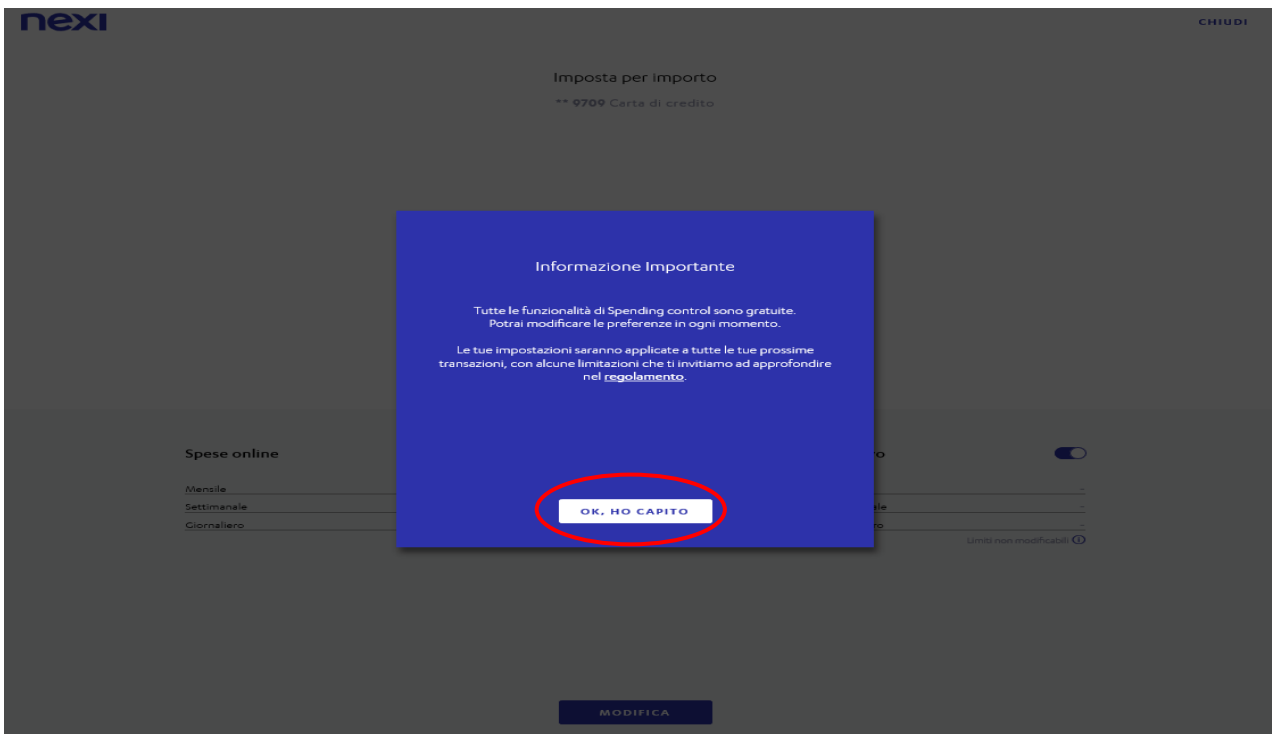 nexi
CHIUDI
Imposta per importo
** 9709 Carta di credito
Informazione Importante
Tutte le funzionalità di Spending control sono gratuite.
Potrai modificare le preferenze in ogni momento.
Le tue impostazioni saranno applicate a tutte le tue prossime
transazioni, con alcune limitazioni che ti invitiamo ad approfondire
nel regolamento.
OK, HO CAPITO
Spese online
Mensile
Settimanale
Giornaliero
o
-
le -
ro -
Limiti non modificabili
MODIFICA